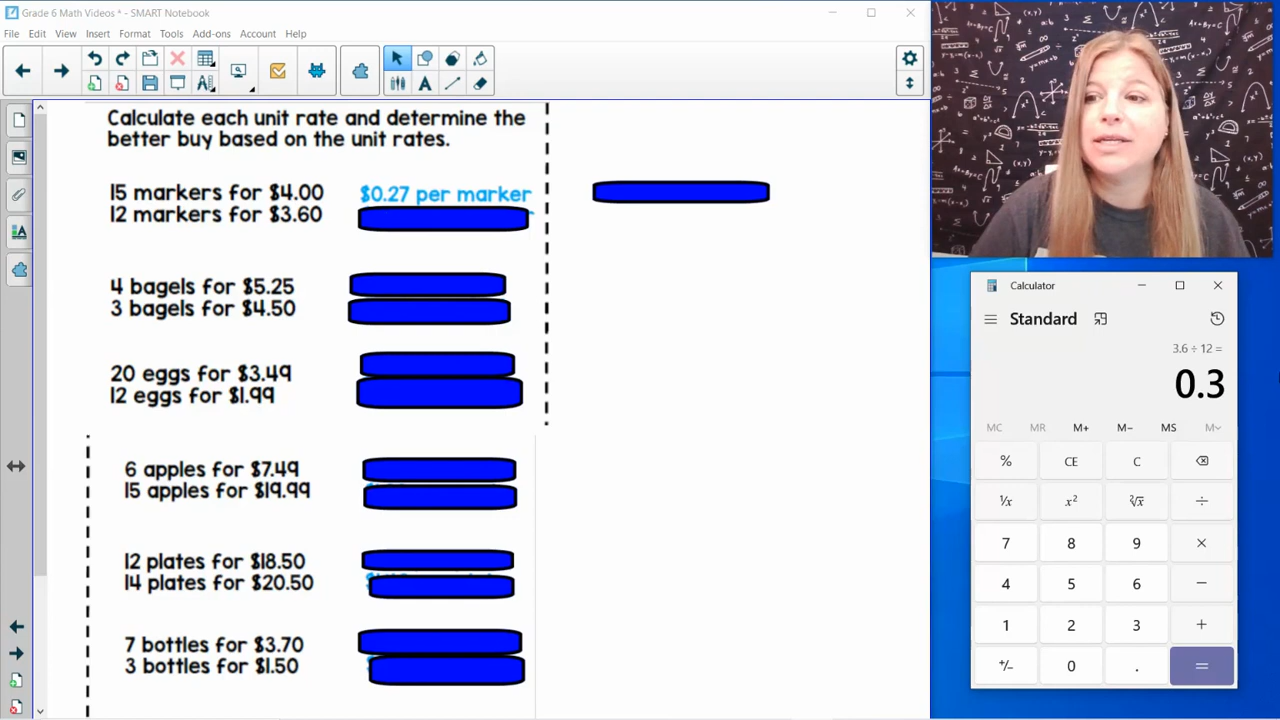 Grade 6 Math Videos * - SMART Notebook
File Edit View Insert Format Tools Add-ons Account Help
Calculate each unit rate and determine the
better buy based on the unit rates.
15 markers for $4.00 $0.27 per marker
12 markers for $3.60
4 bagels for $5.25
3 bagels for $4.50
20 eggs for $3.49
12 eggs for $1.99
6 apples for $7.49
15 apples for $19.99
12 plates for $18.50
14 plates for $20.50
7 bottles for $3.70
3 bottles for $1.50
Calculator
Standard
3.6 ÷ 12 =
0.3
MC MR M+ M− MS M˅
% CE C
¹/x x² ²√x ÷
7 8 9 ×
4 5 6 −
1 2 3 +
+/− 0 . =